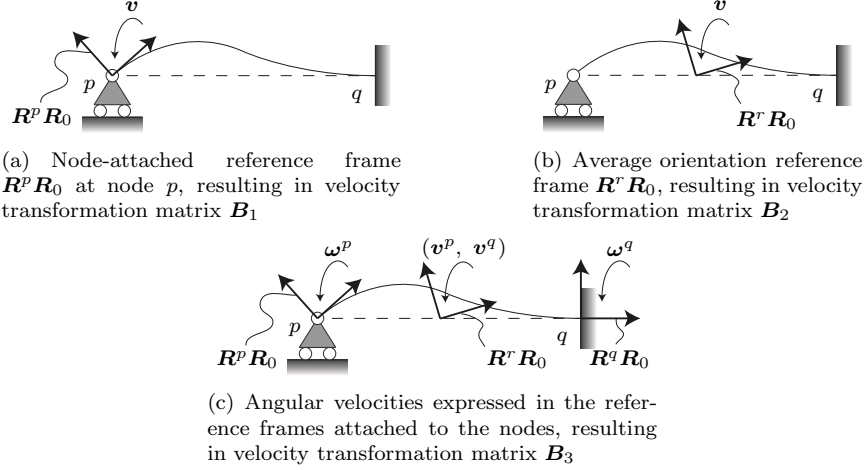 v
p
q
R^p R_0
v
p
q
R^r R_0
(a) Node-attached reference frame
R^p R_0 at node p, resulting in velocity
transformation matrix B_1
(b) Average orientation reference
frame R^r R_0, resulting in velocity
transformation matrix B_2
ω^p
(v^p, v^q)
ω^q
p
q
R^p R_0
R^r R_0
R^q R_0
(c) Angular velocities expressed in the refer-
ence frames attached to the nodes, resulting
in velocity transformation matrix B_3